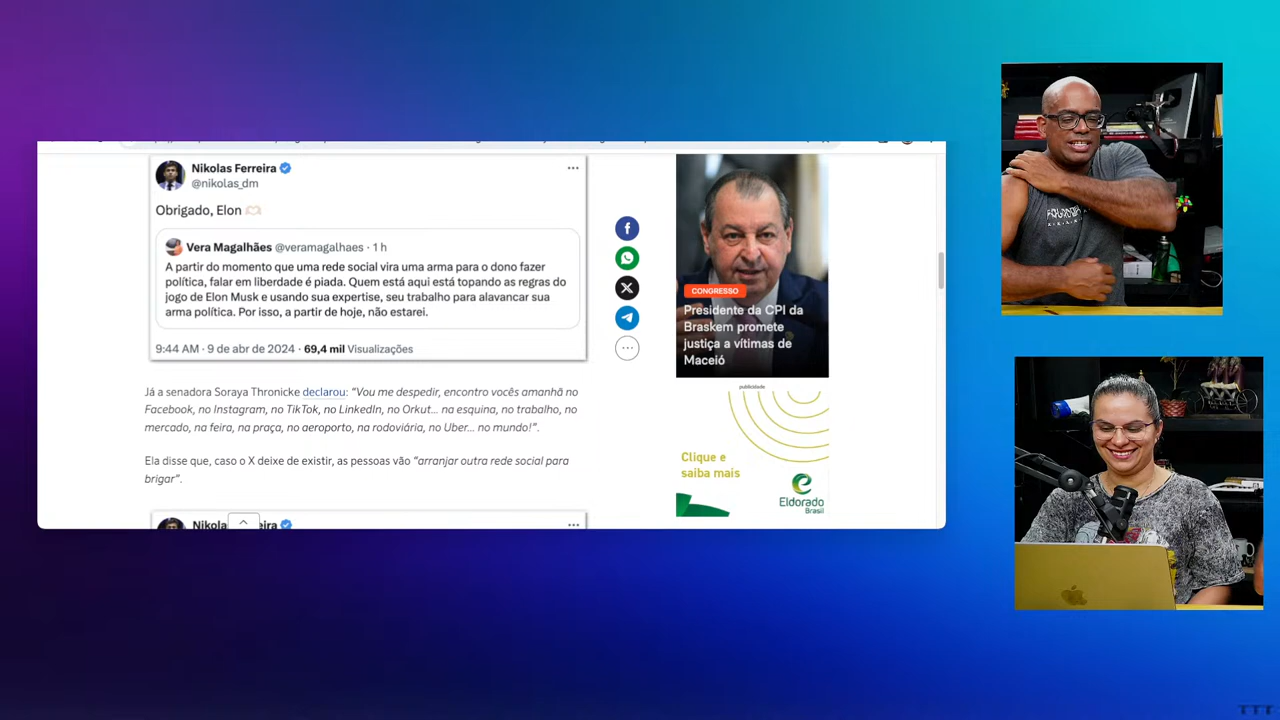 Nikolas Ferreira
@nikolas_dm
Obrigado, Elon
Vera Magalhães @veramagalhaes · 1 h
A partir do momento que uma rede social vira uma arma para o dono fazer
política, falar em liberdade é piada. Quem está aqui está topando as regras do
jogo de Elon Musk e usando sua expertise, seu trabalho para alavancar sua
arma política. Por isso, a partir de hoje, não estarei.
9:44 AM · 9 de abr de 2024 · 69,4 mil Visualizações
Já a senadora Soraya Thronicke declarou: “Vou me despedir, encontro vocês amanhã no
Facebook, no Instagram, no TikTok, no LinkedIn, no Orkut... na esquina, no trabalho, no
mercado, na feira, na praça, no aeroporto, na rodoviária, no Uber... no mundo!”.
Ela disse que, caso o X deixe de existir, as pessoas vão “arranjar outra rede social para
brigar”.
CONGRESSO
Presidente da CPI da
Braskem promete
justiça a vítimas de
Maceió
publicidade
Clique e
saiba mais
Eldorado
Brasil